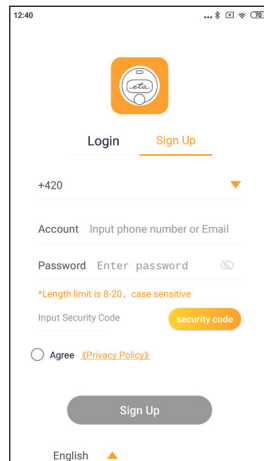 12:40
70
eta
Login Sign Up
+420
Account Input phone number or Email
Password Enter password
*Length limit is 8-20, case sensitive
Input Security Code security code
Agree 《Privacy Policy》
Sign Up
English